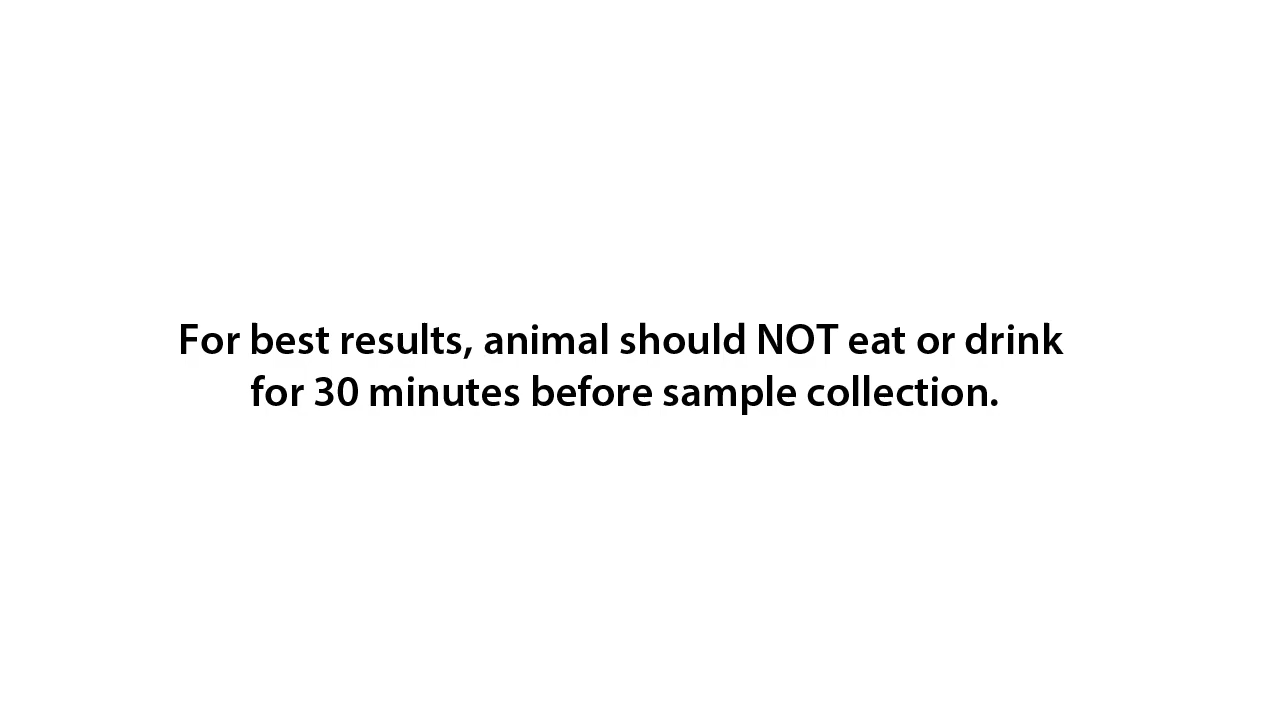 For best results, animal should NOT eat or drink
for 30 minutes before sample collection.